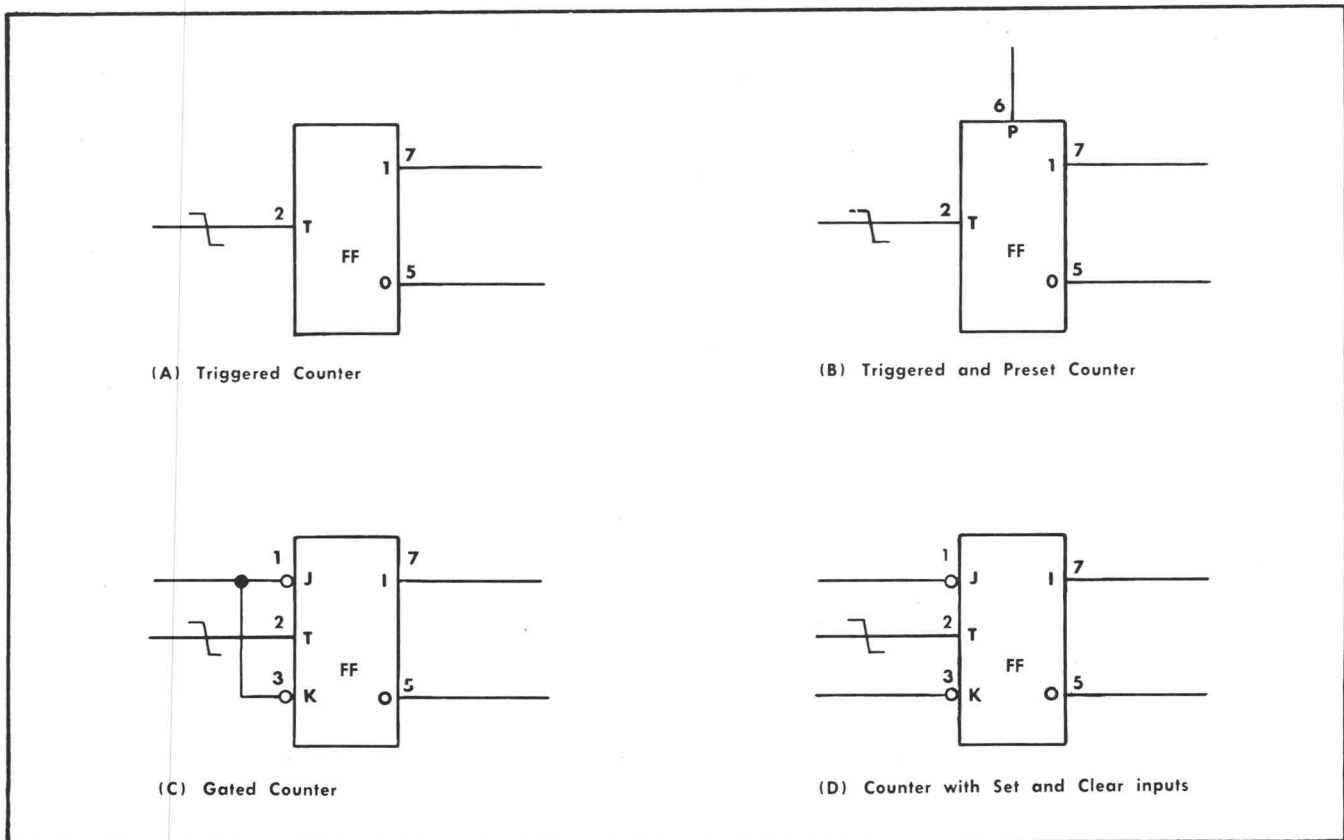 6
P
1 7
2 T
FF
0 5
(A) Triggered Counter
1 7
2 T
FF
0 5
(B) Triggered and Preset Counter
1 J I 7
2 T
FF
3 K O 5
(C) Gated Counter
1 J I 7
2 T
FF
3 K O 5
(D) Counter with Set and Clear inputs